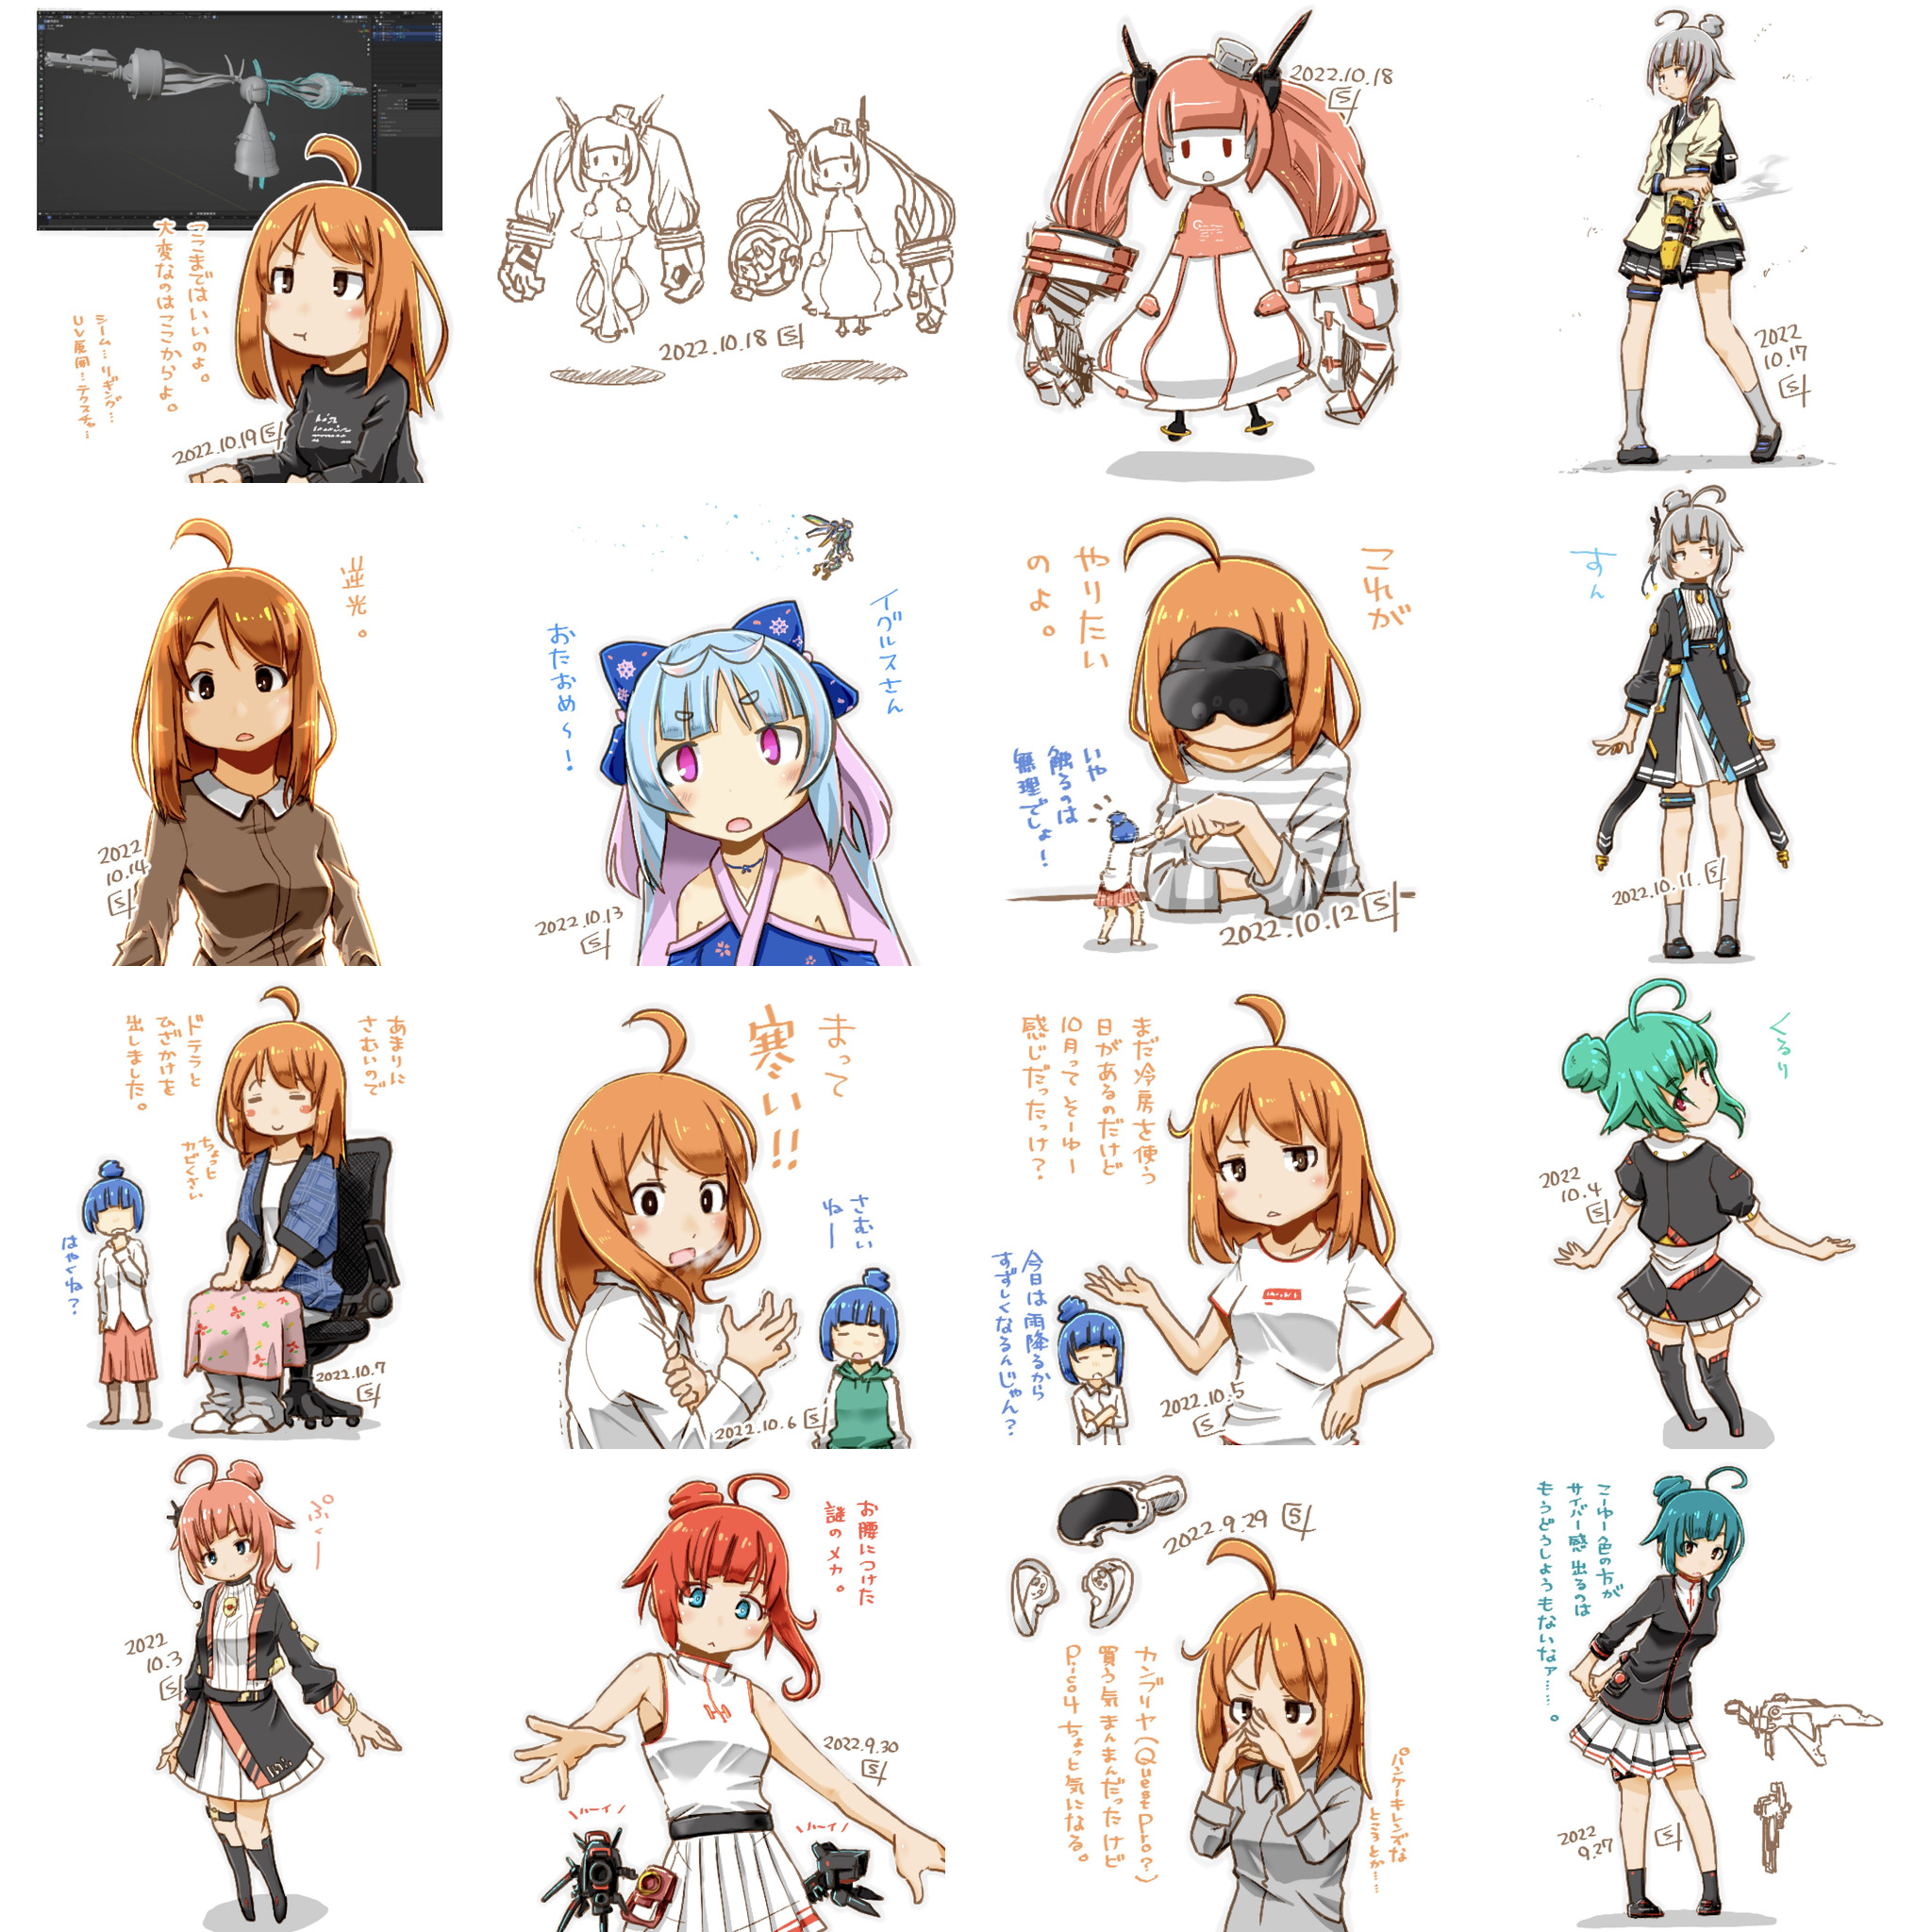 ここまではいいのよ。
大変なのはここからよ。
シーム…リギング…
UV展開…テクスチャ…
2022.10.19 S
2022.10.18 S
2022.10.18
S
2022
10.17
S
逆光。
2022
10.14
S
イグルスさん
おたおめ〜！
2022.10.13
S
これが
やりたい
のよ。
いや
触るのは
無理でしょ！
2022.10.12 S
すん
2022.10.11. S
あまりに
さむいので
ドテラと
ひざかけを
出しました。
ちょっと
カビくさい
はやくね？
2022.10.7
S
まって
寒い!!
さむい
ねー
2022.10.6 S
まだ冷房を使う
日があるのだけど
10月ってそーゆー
感じだったっけ？
今日は雨降るから
すずしくなるんじゃん？
2022.10.5
S
くるり
2022
10.4
S
ぷくー
2022
10.3
S
お腰につけた
謎のメカ。
2022.9.30
S
ハーイ
ハーイ
2022.9.29 S
カンブリヤ(Quest Pro?)
買う気まんまんだったけど
Pico4ちょっと気になる。
パンケーキレンズな
ところとか…
こーゆー色の方が
サイバー感出るのは
もうどうしようもないなァ……。
2022
9.27
S